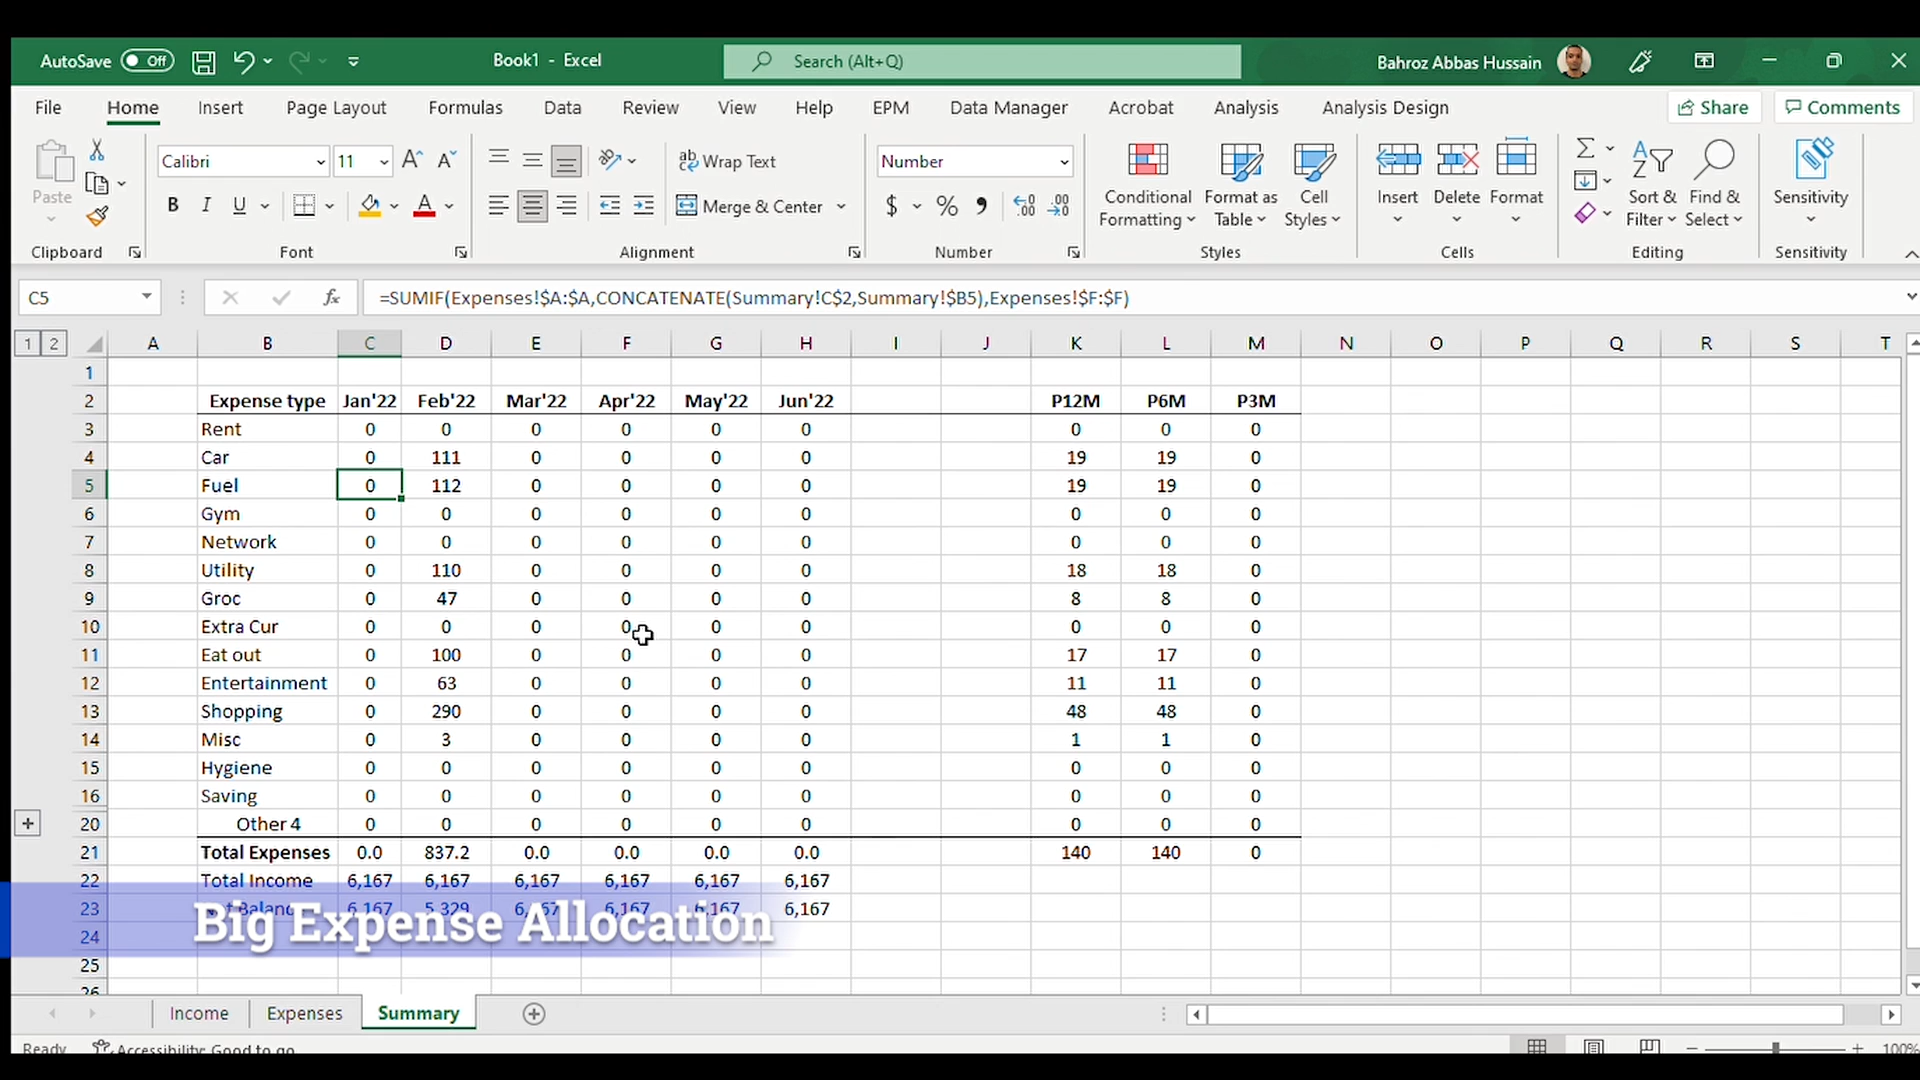 AutoSave Off Book1 - Excel Search (Alt+Q) Bahroz Abbas Hussain
File Home Insert Page Layout Formulas Data Review View Help EPM Data Manager Acrobat Analysis Analysis Design Share Comments
Paste Calibri 11 Wrap Text Number Conditional Formatting Format as Table Cell Styles Insert Delete Format Sort & Filter Find & Select Sensitivity
B I U Merge & Center $ % 9
Clipboard Font Alignment Number Styles Cells Editing Sensitivity
C5 fx =SUMIF(Expenses!$A:$A,CONCATENATE(Summary!C$2,Summary!$B5),Expenses!$F:$F)
1 2 A B C D E F G H I J K L M N O P Q R S T
1
2 Expense type Jan'22 Feb'22 Mar'22 Apr'22 May'22 Jun'22 P12M P6M P3M
3 Rent 0 0 0 0 0 0 0 0 0
4 Car 0 111 0 0 0 0 19 19 0
5 Fuel 0 112 0 0 0 0 19 19 0
6 Gym 0 0 0 0 0 0 0 0 0
7 Network 0 0 0 0 0 0 0 0 0
8 Utility 0 110 0 0 0 0 18 18 0
9 Groc 0 47 0 0 0 0 8 8 0
10 Extra Cur 0 0 0 0 0 0 0 0 0
11 Eat out 0 100 0 0 0 0 17 17 0
12 Entertainment 0 63 0 0 0 0 11 11 0
13 Shopping 0 290 0 0 0 0 48 48 0
14 Misc 0 3 0 0 0 0 1 1 0
15 Hygiene 0 0 0 0 0 0 0 0 0
16 Saving 0 0 0 0 0 0 0 0 0
20 Other 4 0 0 0 0 0 0 0 0 0
21 Total Expenses 0.0 837.2 0.0 0.0 0.0 0.0 140 140 0
22 Total Income 6,167 6,167 6,167 6,167 6,167 6,167
23 6,167 5,329 6,167 6,167 6,167
Big Expense Allocation
24
25
26
Income Expenses Summary
Ready Accessibility: Good to go 100%